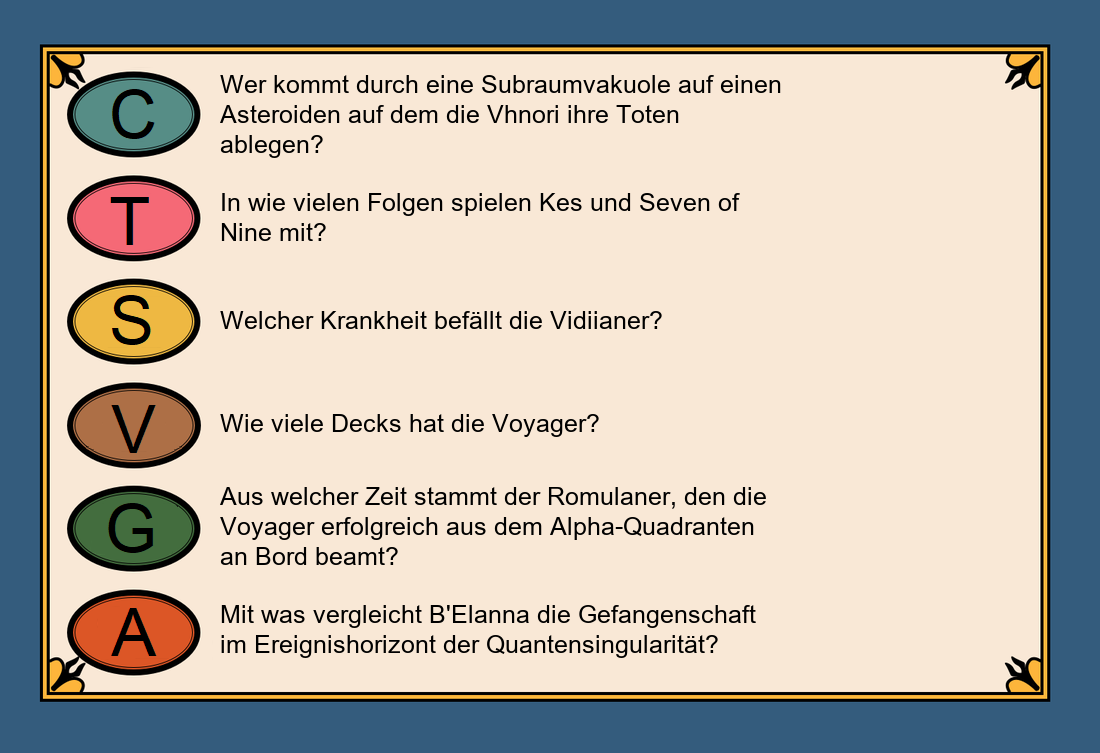 C
Wer kommt durch eine Subraumvakuole auf einen
Asteroiden auf dem die Vhnori ihre Toten
ablegen?
T
In wie vielen Folgen spielen Kes und Seven of
Nine mit?
S
Welcher Krankheit befällt die Vidiianer?
V
Wie viele Decks hat die Voyager?
G
Aus welcher Zeit stammt der Romulaner, den die
Voyager erfolgreich aus dem Alpha-Quadranten
an Bord beamt?
A
Mit was vergleicht B'Elanna die Gefangenschaft
im Ereignishorizont der Quantensingularität?